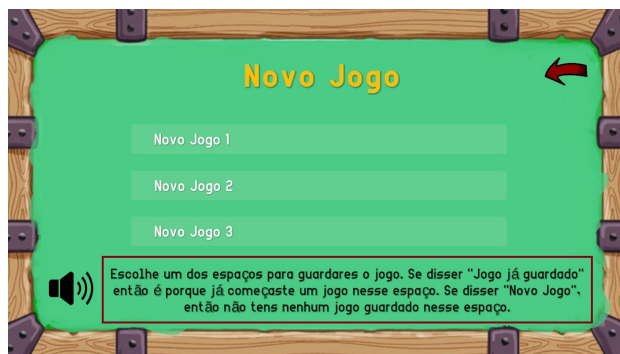 Novo Jogo
Novo Jogo 1
Novo Jogo 2
Novo Jogo 3
Escolhe um dos espaços para guardares o jogo. Se disser "Jogo já guardado"
então é porque já começaste um jogo nesse espaço. Se disser "Novo Jogo",
então não tens nenhum jogo guardado nesse espaço.